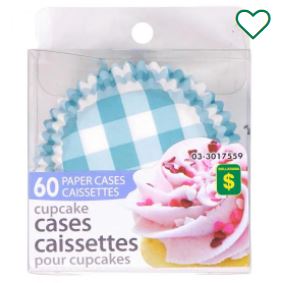 03-3017559
DOLLARAMA
$
60 PAPER CASES
CAISSETTES
cupcake
cases
caissettes
pour cupcakes